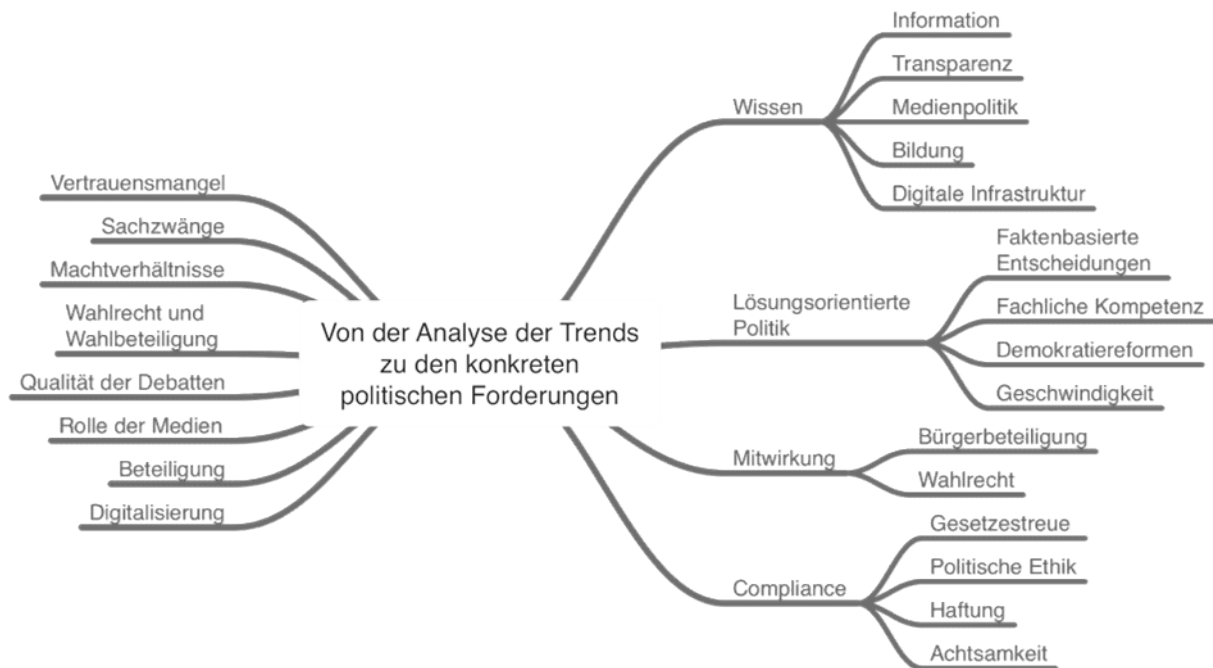 Vertrauensmangel
Sachzwänge
Machtverhältnisse
Wahlrecht und
Wahlbeteiligung
Qualität der Debatten
Rolle der Medien
Beteiligung
Digitalisierung
Von der Analyse der Trends
zu den konkreten
politischen Forderungen
Wissen
Information
Transparenz
Medienpolitik
Bildung
Digitale Infrastruktur
Lösungsorientierte
Politik
Faktenbasierte
Entscheidungen
Fachliche Kompetenz
Demokratiereformen
Geschwindigkeit
Mitwirkung
Bürgerbeteiligung
Wahlrecht
Compliance
Gesetzestreue
Politische Ethik
Haftung
Achtsamkeit